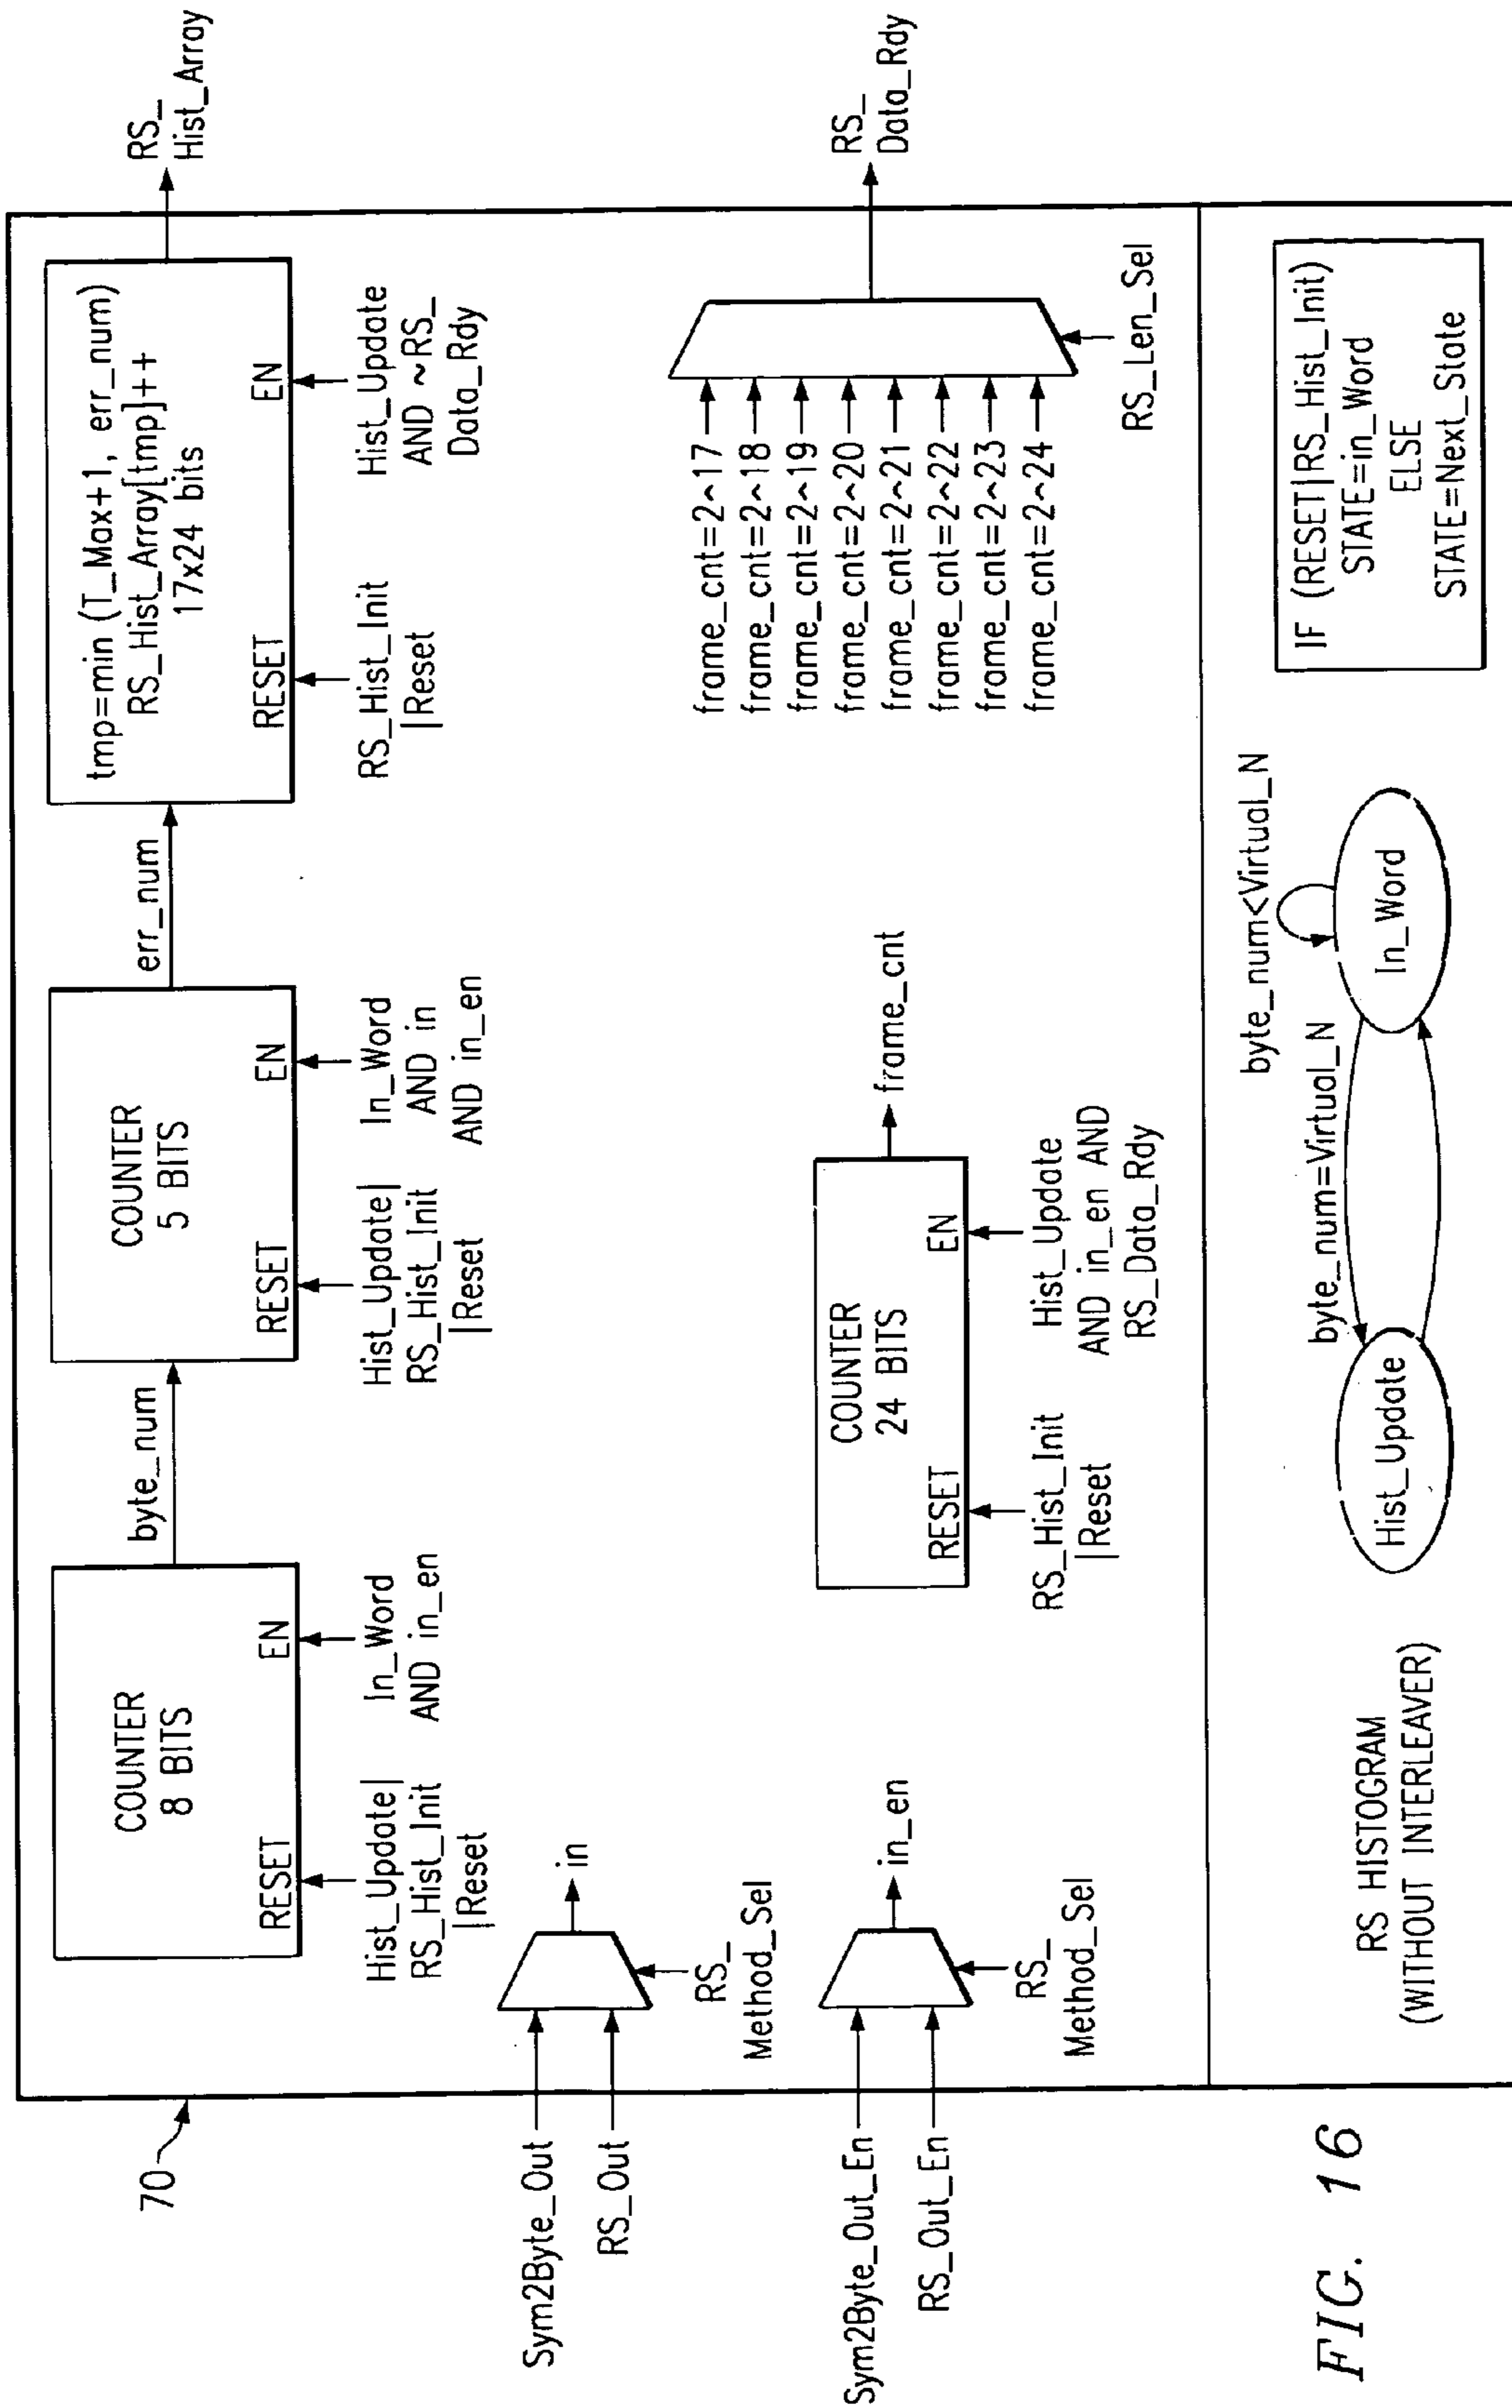 70
COUNTER
8 BITS
RESET
EN
Hist_Update|
RS_Hist_Init
|Reset
In_Word
AND in_en
byte_num
COUNTER
5 BITS
RESET
EN
Hist_Update|
RS_Hist_Init
|Reset
In_Word
AND in
AND in_en
err_num
tmp=min (T_Max+1, err_num)
RS_Hist_Array[tmp]++
17x24 bits
RESET
EN
RS_Hist_Init
|Reset
Hist_Update
AND ~RS_
Data_Rdy
RS_
Hist_Array
Sym2Byte_Out
RS_Out
in
RS_
Method_Sel
Sym2Byte_Out_En
RS_Out_En
in_en
RS_
Method_Sel
COUNTER
24 BITS
RESET
EN
RS_Hist_Init
|Reset
Hist_Update
AND in_en AND
RS_Data_Rdy
frame_cnt
frame_cnt=2^17
frame_cnt=2^18
frame_cnt=2^19
frame_cnt=2^20
frame_cnt=2^21
frame_cnt=2^22
frame_cnt=2^23
frame_cnt=2^24
RS_Len_Sel
RS_
Data_Rdy
RS HISTOGRAM
(WITHOUT INTERLEAVER)
Hist_Update
byte_num=Virtual_N
In_Word
byte_num<Virtual_N
IF (RESET|RS_Hist_Init)
STATE=in_Word
ELSE
STATE=Next_State
FIG. 16